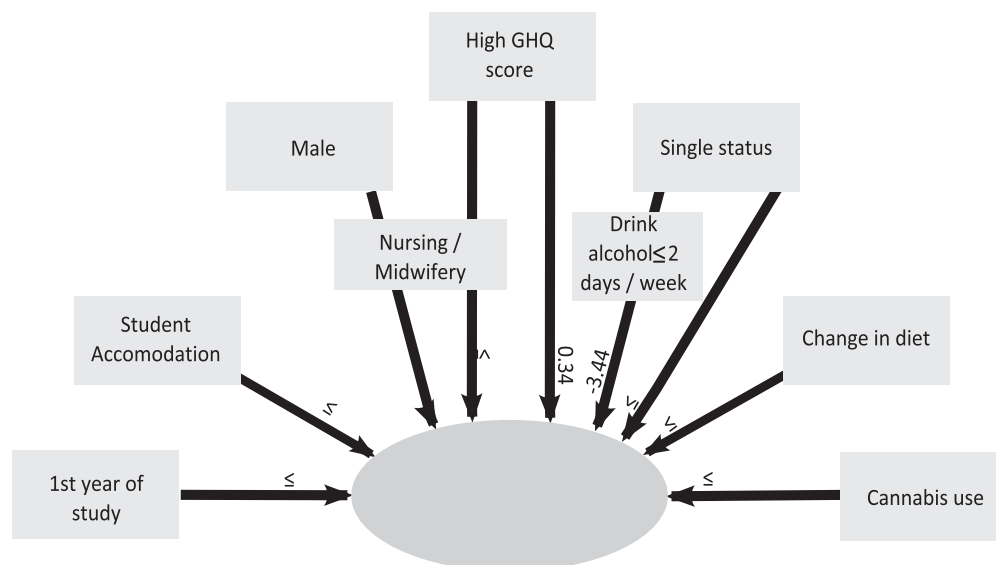 High GHQ
score
Male
Single status
Nursing /
Midwifery
Drink
alcohol≤2
days / week
Student
Accomodation
Change in diet
≤
0.34
-3.44
≤
≤
≤
1st year of
study
≤
≤
Cannabis use